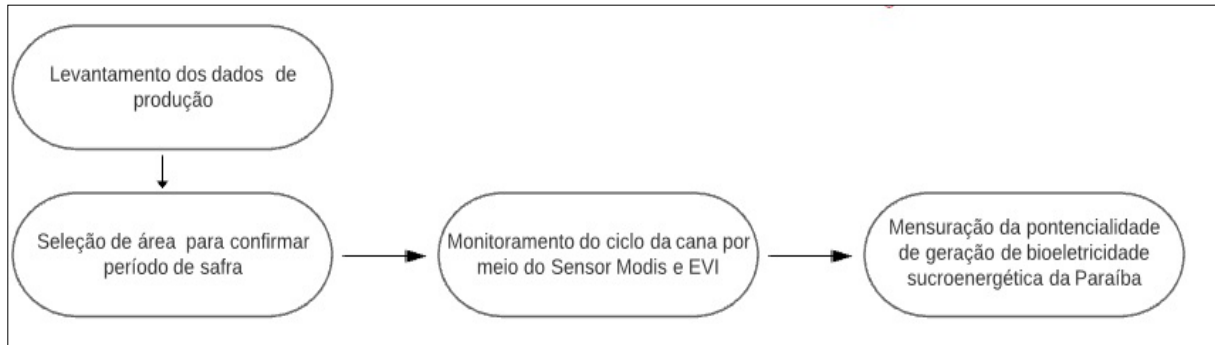 Levantamento dos dados de
produção
Seleção de área para confirmar
período de safra
Monitoramento do ciclo da cana por
meio do Sensor Modis e EVI
Mensuração da pontencialidade
de geração de bioeletricidade
sucroenergética da Paraíba